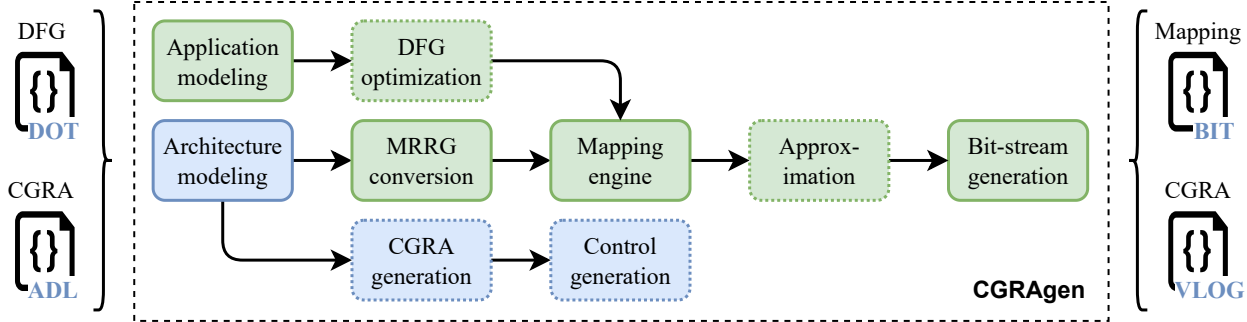 DFG
{}
DOT
CGRA
{}
ADL
Application
modeling
DFG
optimization
Architecture
modeling
MRRG
conversion
Mapping
engine
Approx-
imation
Bit-stream
generation
CGRA
generation
Control
generation
CGRAgen
Mapping
{}
BIT
CGRA
{}
VLOG